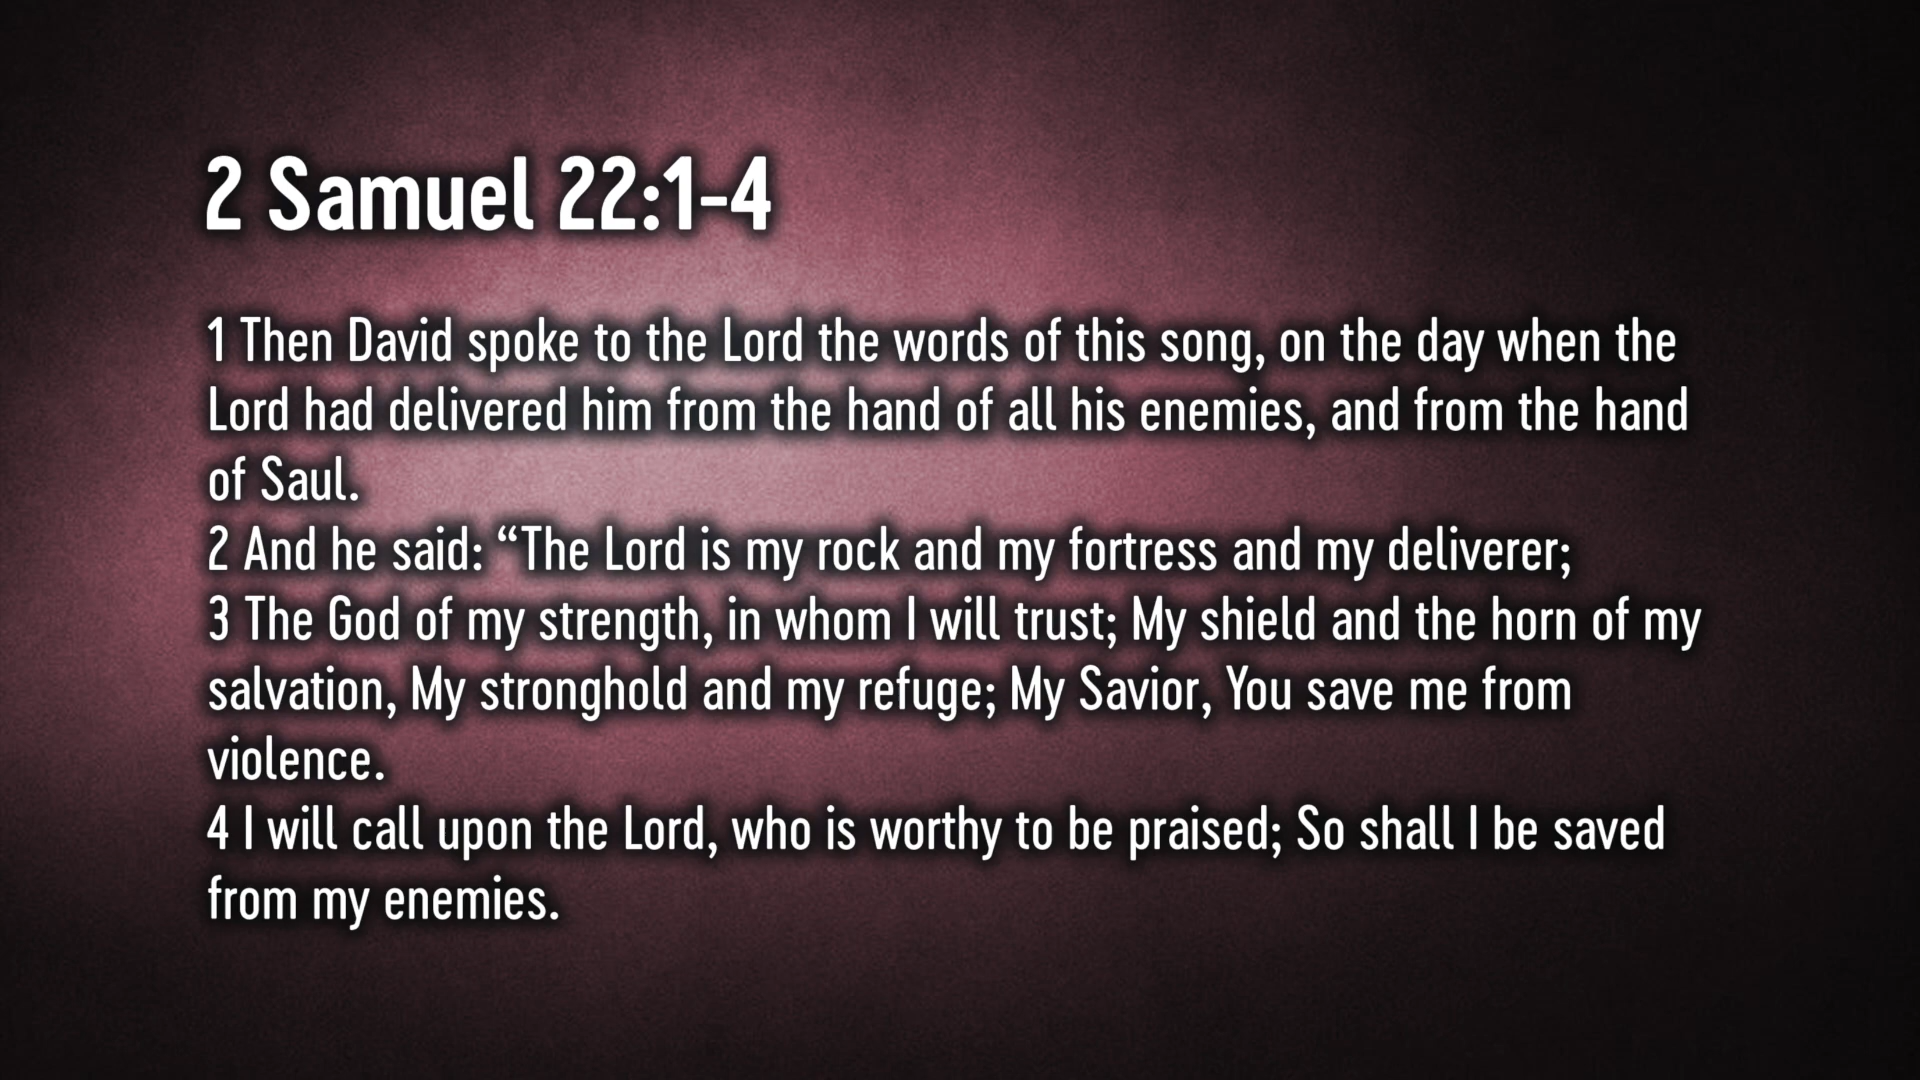 2 Samuel 22:1-4
1 Then David spoke to the Lord the words of this song, on the day when the
Lord had delivered him from the hand of all his enemies, and from the hand
of Saul.
2 And he said: “The Lord is my rock and my fortress and my deliverer;
3 The God of my strength, in whom I will trust; My shield and the horn of my
salvation, My stronghold and my refuge; My Savior, You save me from
violence.
4 I will call upon the Lord, who is worthy to be praised; So shall I be saved
from my enemies.